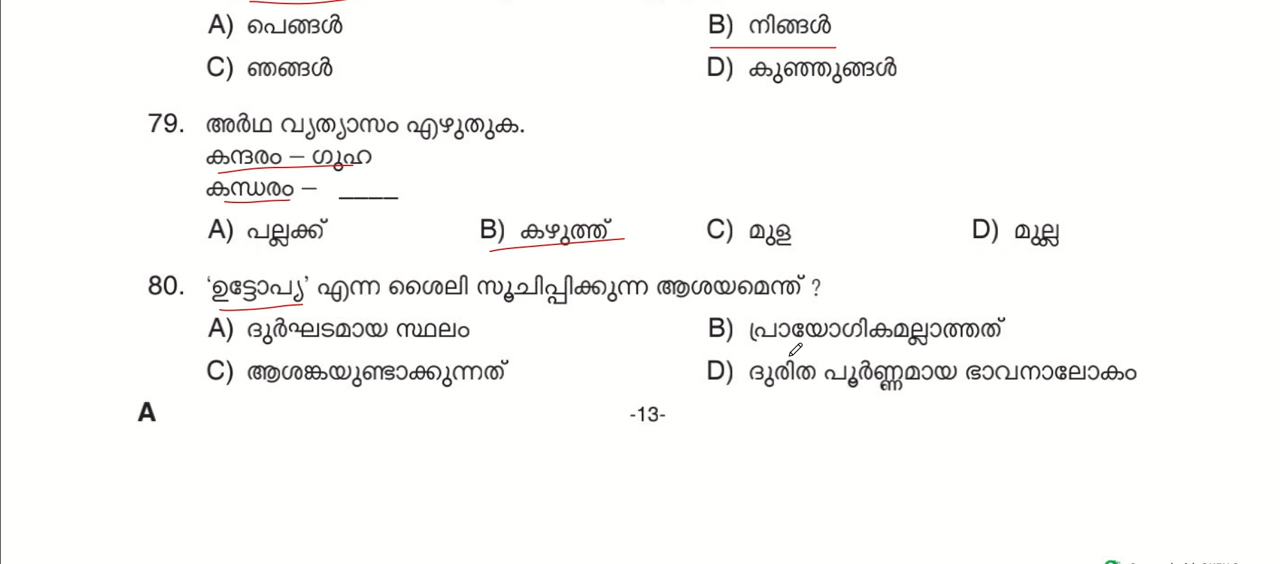 A) പെങ്ങൾ B) നിങ്ങൾ
C) ഞങ്ങൾ D) കുഞ്ഞുങ്ങൾ
79. അർഥ വ്യത്യാസം എഴുതുക.
കന്ദരം – ഗുഹ
കന്ധരം – ____
A) പല്ലക്ക് B) കഴുത്ത് C) മുള D) മുല്ല
80. ‘ഉട്ടോപ്യ’ എന്ന ശൈലി സൂചിപ്പിക്കുന്ന ആശയമെന്ത് ?
A) ദുർഘടമായ സ്ഥലം B) പ്രായോഗികമല്ലാത്തത്
C) ആശങ്കയുണ്ടാക്കുന്നത് D) ദുരിത പൂർണ്ണമായ ഭാവനാലോകം
A -13-